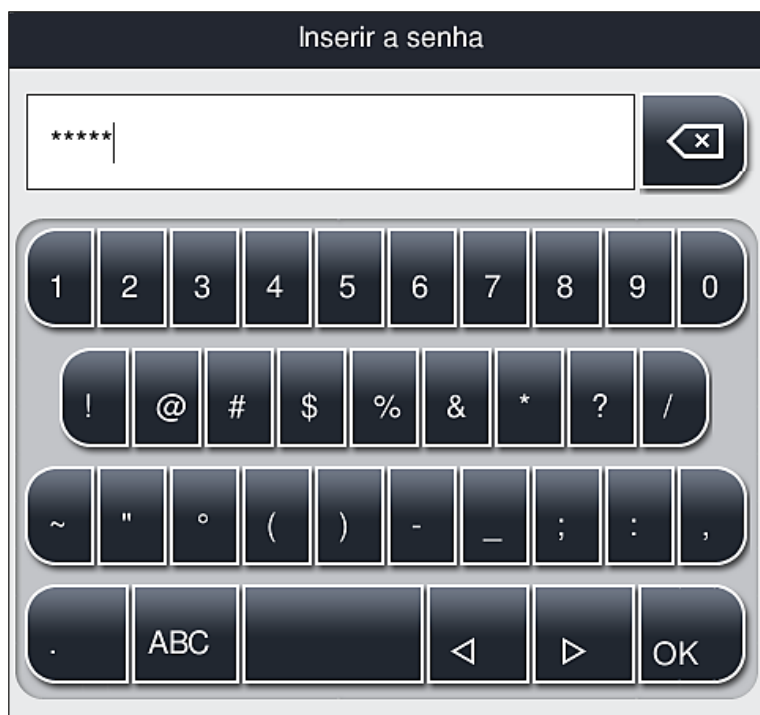 Inserir a senha
*****
1 2 3 4 5 6 7 8 9 0
! @ # $ % & * ? /
~ " ° ( ) - _ ; : ,
. ABC ◁ ▷ OK